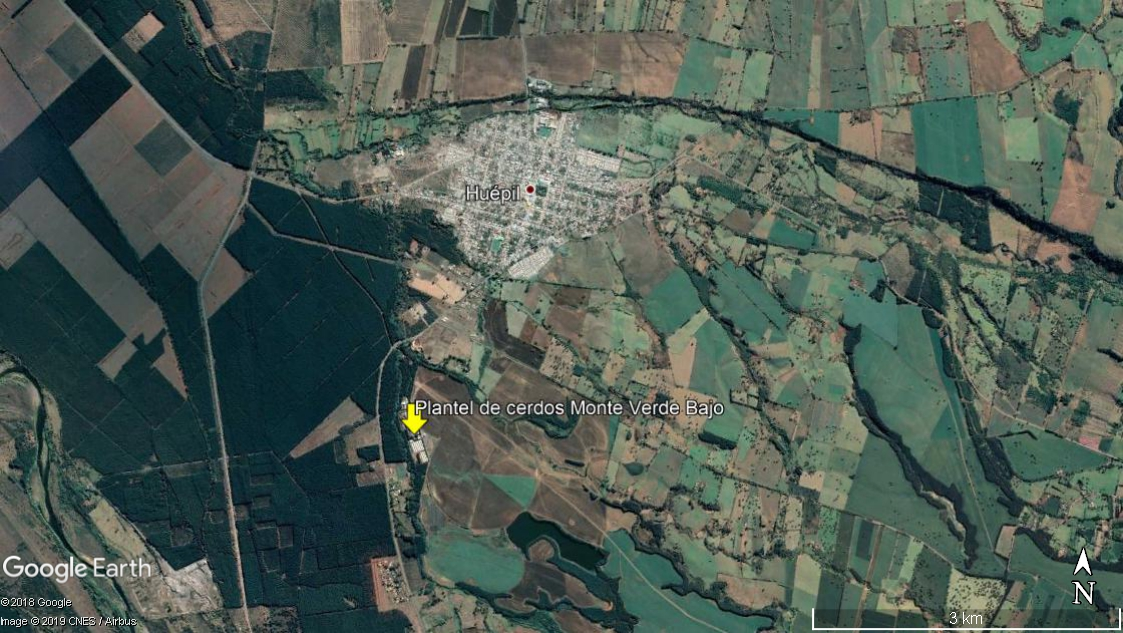 Huépil
Plantel de cerdos Monte Verde Bajo
Google Earth
©2018 Google
Image © 2019 CNES / Airbus
N
3 km